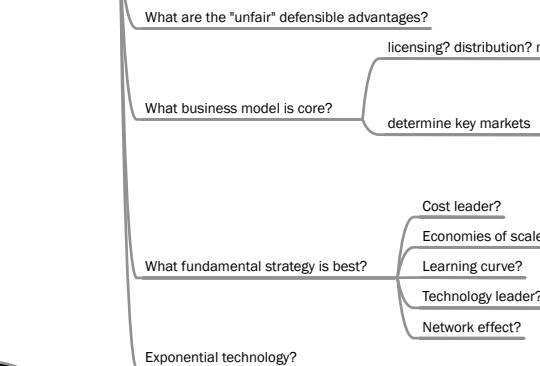 What are the "unfair" defensible advantages?
licensing? distribution?
What business model is core?
determine key markets
Cost leader?
Economies of scale
What fundamental strategy is best?
Learning curve?
Technology leader?
Network effect?
Exponential technology?